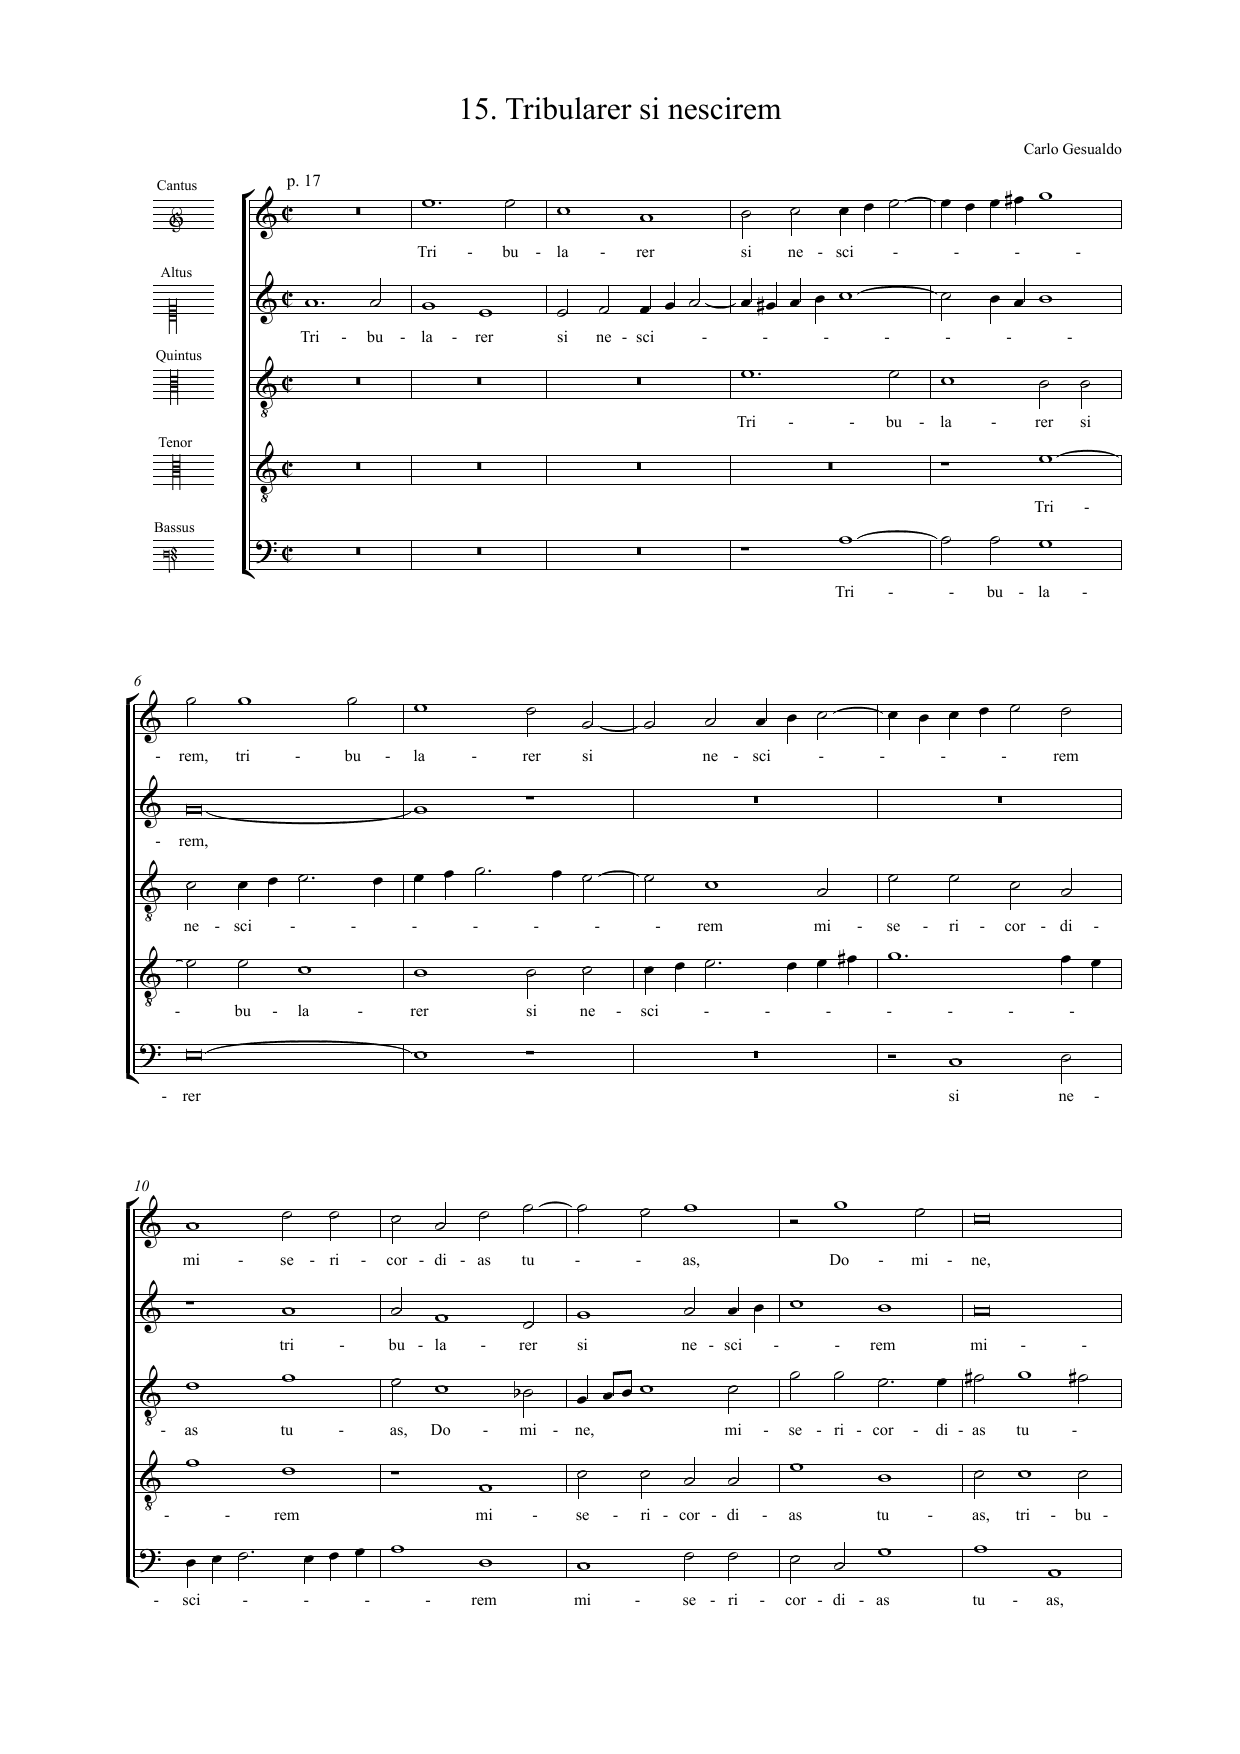 15. Tribularer si nescirem
Carlo Gesualdo
p. 17
Cantus
Tri - bu - la - rer si ne - sci - - - - -
Altus
Tri - bu - la - rer si ne - sci - - - - - - -
Quintus
Tri - - bu - la - rer si
Tenor
Tri -
Bassus
Tri - - bu - la -
6
- rem, tri - bu - la - rer si ne - sci - - - - rem
- rem,
ne - sci - - - - - - - rem mi - se - ri - cor - di -
- bu - la - rer si ne - sci - - - - - - -
- rer si ne -
10
mi - se - ri - cor - di - as tu - - as, Do - mi - ne,
tri - bu - la - rer si ne - sci - - rem mi - -
- as tu - as, Do - mi - ne, mi - se - ri - cor - di - as tu -
- - rem mi - se - ri - cor - di - as tu - as, tri - bu -
- sci - - - - rem mi - se - ri - cor - di - as tu - as,